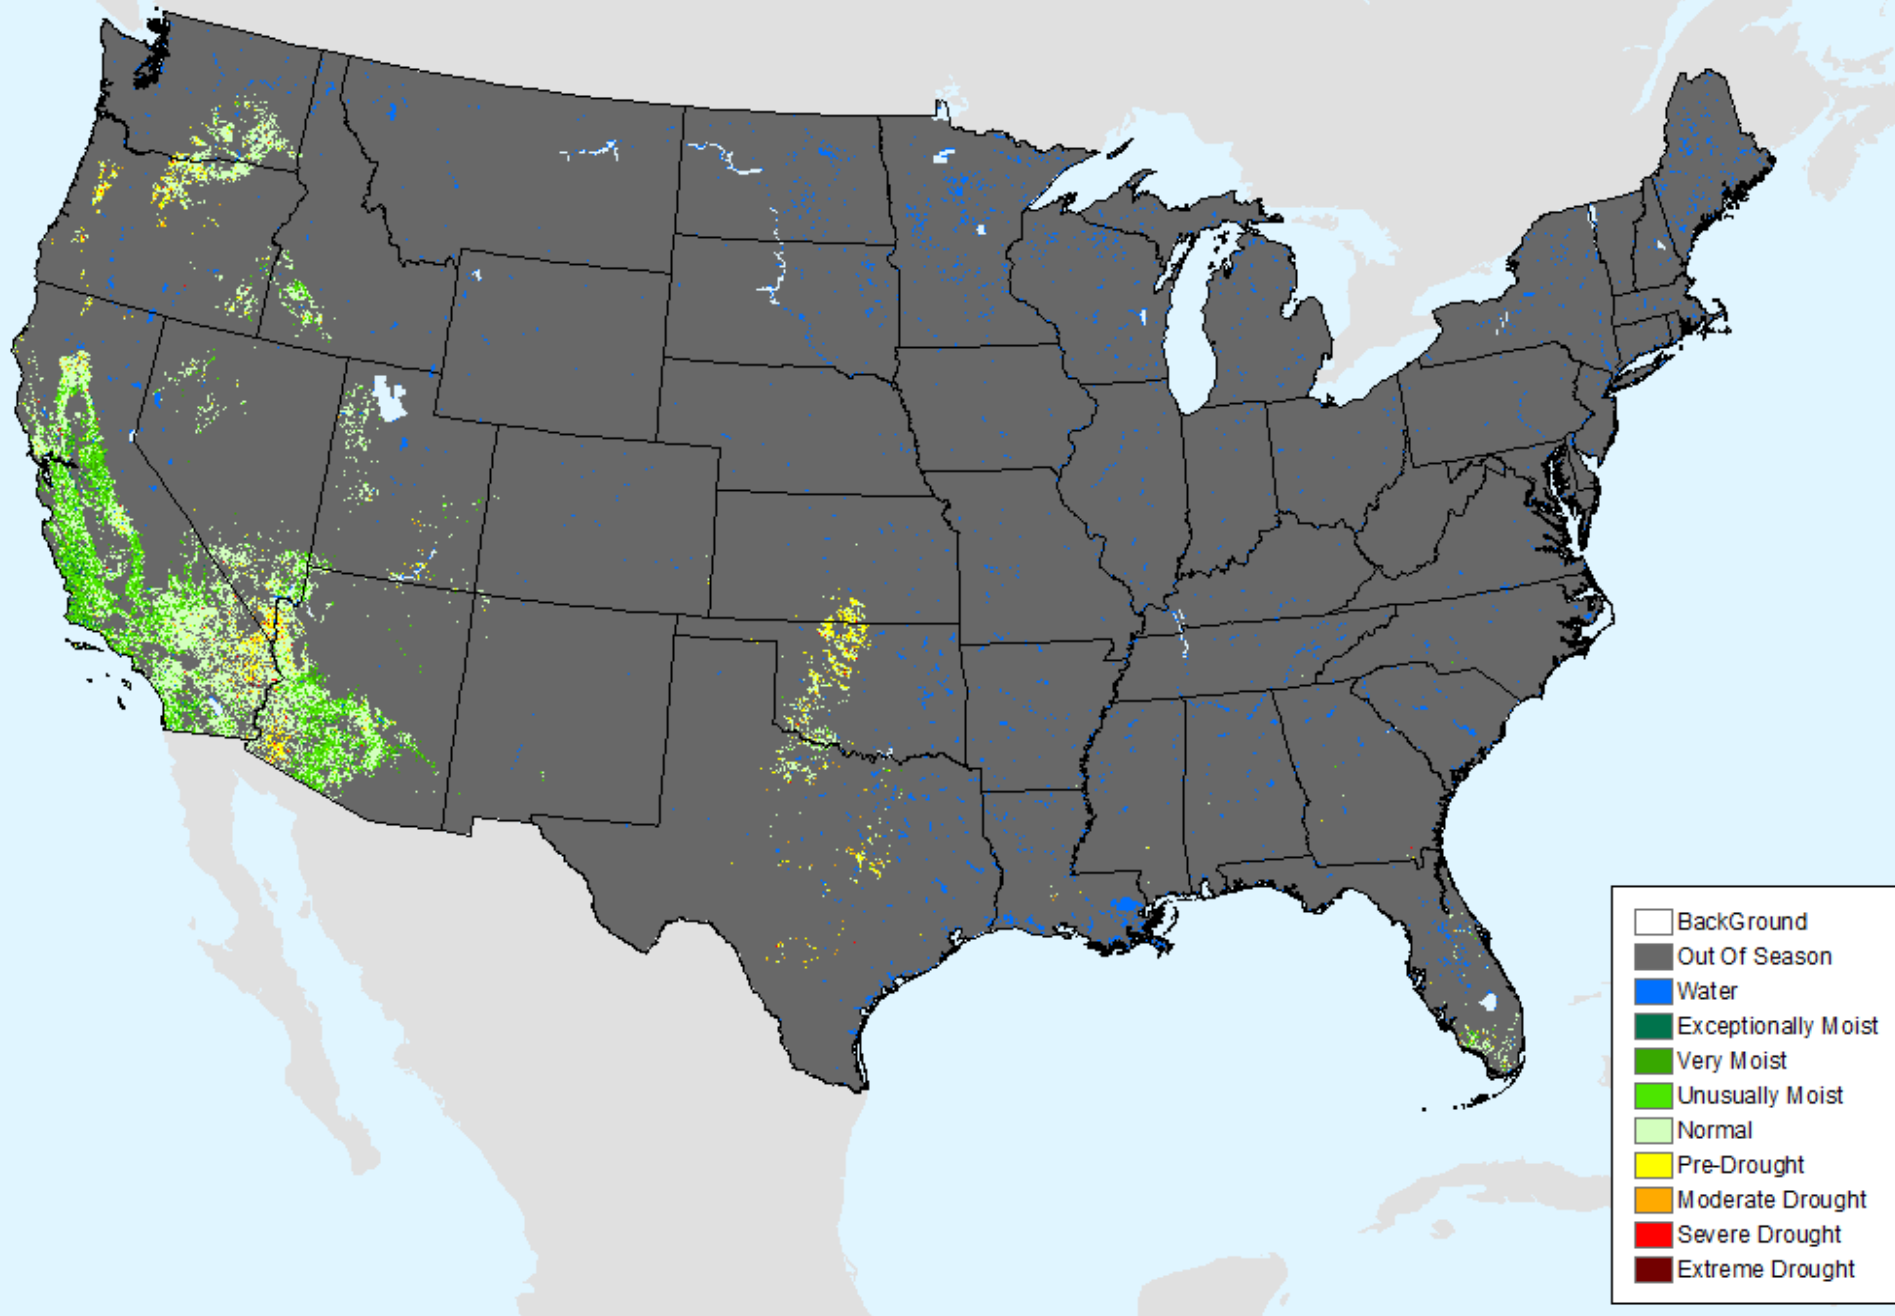 BackGround
Out Of Season
Water
Exceptionally Moist
Very Moist
Unusually Moist
Normal
Pre-Drought
Moderate Drought
Severe Drought
Extreme Drought